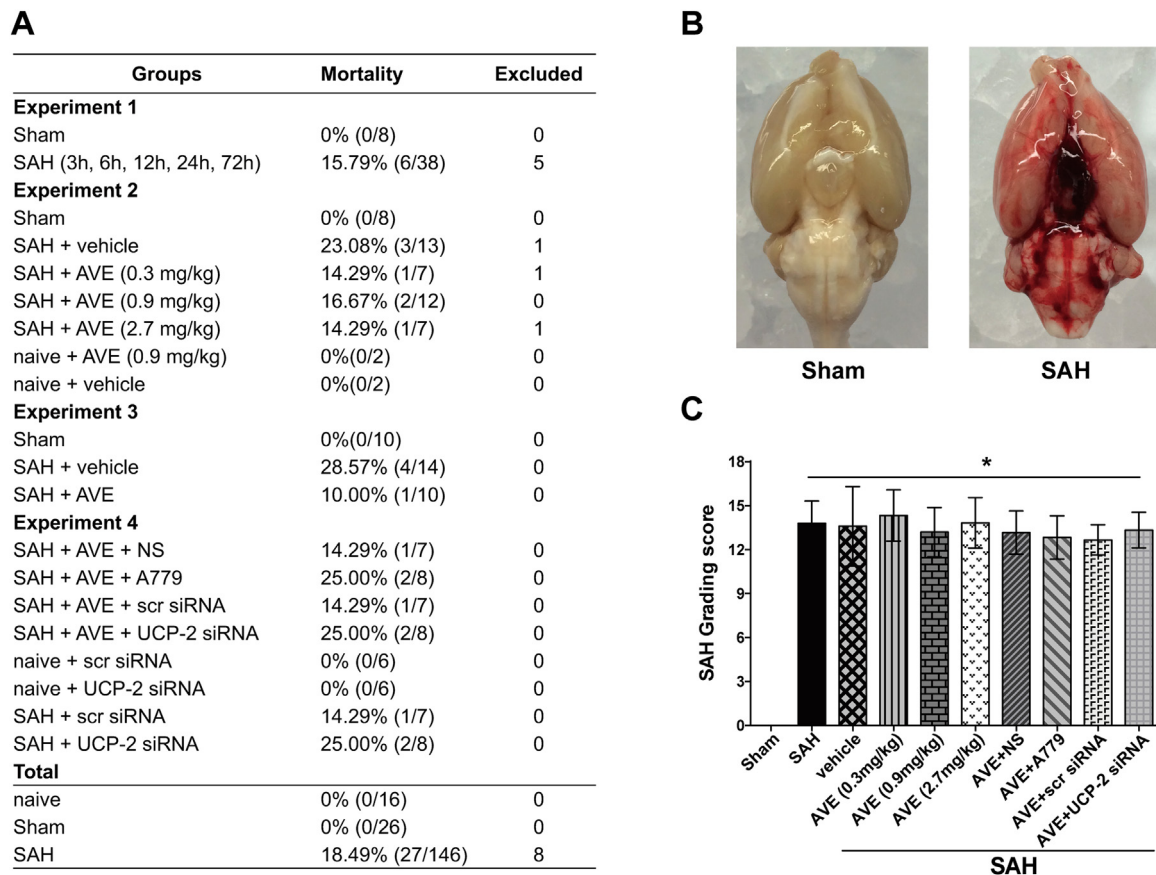 A
Groups Mortality Excluded
Experiment 1
Sham 0% (0/8) 0
SAH (3h, 6h, 12h, 24h, 72h) 15.79% (6/38) 5
Experiment 2
Sham 0% (0/8) 0
SAH + vehicle 23.08% (3/13) 1
SAH + AVE (0.3 mg/kg) 14.29% (1/7) 1
SAH + AVE (0.9 mg/kg) 16.67% (2/12) 0
SAH + AVE (2.7 mg/kg) 14.29% (1/7) 1
naive + AVE (0.9 mg/kg) 0%(0/2) 0
naive + vehicle 0%(0/2) 0
Experiment 3
Sham 0%(0/10) 0
SAH + vehicle 28.57% (4/14) 0
SAH + AVE 10.00% (1/10) 0
Experiment 4
SAH + AVE + NS 14.29% (1/7) 0
SAH + AVE + A779 25.00% (2/8) 0
SAH + AVE + scr siRNA 14.29% (1/7) 0
SAH + AVE + UCP-2 siRNA 25.00% (2/8) 0
naive + scr siRNA 0% (0/6) 0
naive + UCP-2 siRNA 0% (0/6) 0
SAH + scr siRNA 14.29% (1/7) 0
SAH + UCP-2 siRNA 25.00% (2/8) 0
Total
naive 0% (0/16) 0
Sham 0% (0/26) 0
SAH 18.49% (27/146) 8
B
Sham SAH
C
SAH Grading score
18
15
12
9
6
3
0
*
Sham
SAH
vehicle
AVE (0.3mg/kg)
AVE (0.9mg/kg)
AVE (2.7mg/kg)
AVE+NS
AVE+A779
AVE+scr siRNA
AVE+UCP-2 siRNA
SAH